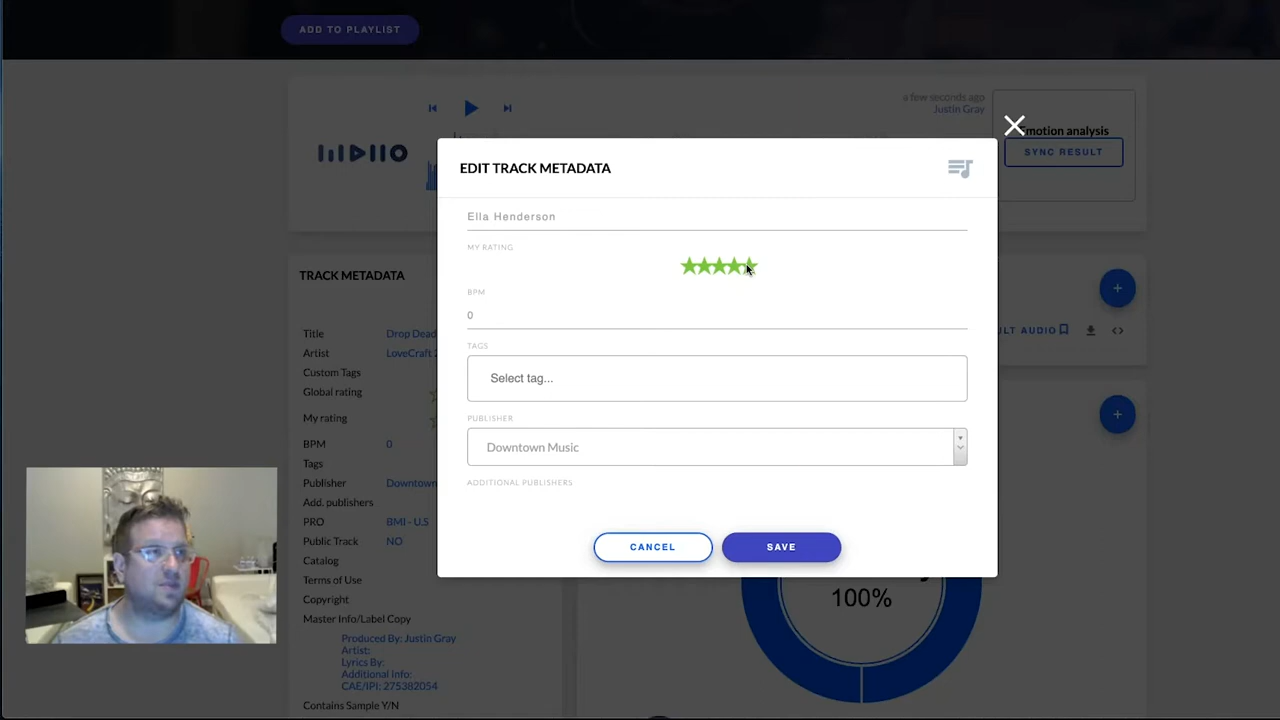 ADD TO PLAYLIST
a few seconds ago
Justin Gray
Emotion analysis
SYNC RESULT
EDIT TRACK METADATA
Ella Henderson
MY RATING
BPM
0
TAGS
Select tag...
PUBLISHER
Downtown Music
ADDITIONAL PUBLISHERS
CANCEL
SAVE
TRACK METADATA
Title Drop Dead
Artist LoveCraft
Custom Tags
Global rating
My rating
BPM 0
Tags
Publisher Downtown
Add. publishers
PRO BMI - U.S
Public Track NO
Catalog
Terms of Use
Copyright
Master Info/Label Copy
Produced By: Justin Gray
Artist:
Lyrics By:
Additional Info:
CAE/IPI: 275382054
Contains Sample Y/N
AUDIO
100%